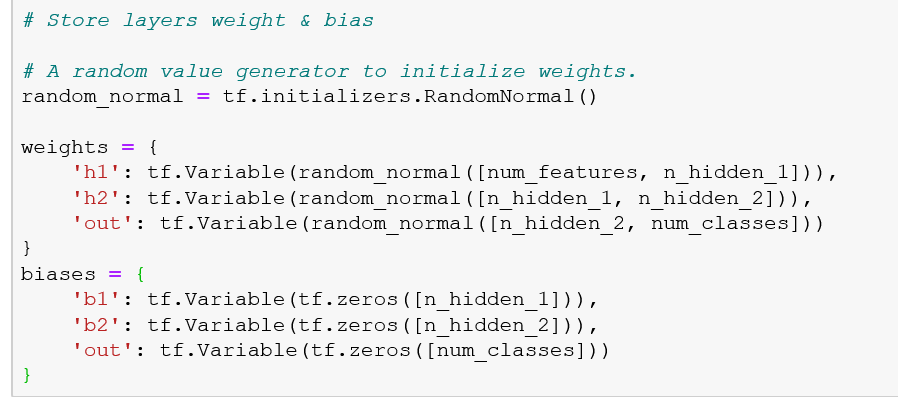 # Store layers weight & bias
# A random value generator to initialize weights.
random_normal = tf.initializers.RandomNormal()
weights = {
    'h1': tf.Variable(random_normal([num_features, n_hidden_1])),
    'h2': tf.Variable(random_normal([n_hidden_1, n_hidden_2])),
    'out': tf.Variable(random_normal([n_hidden_2, num_classes]))
}
biases = {
    'b1': tf.Variable(tf.zeros([n_hidden_1])),
    'b2': tf.Variable(tf.zeros([n_hidden_2])),
    'out': tf.Variable(tf.zeros([num_classes]))
}